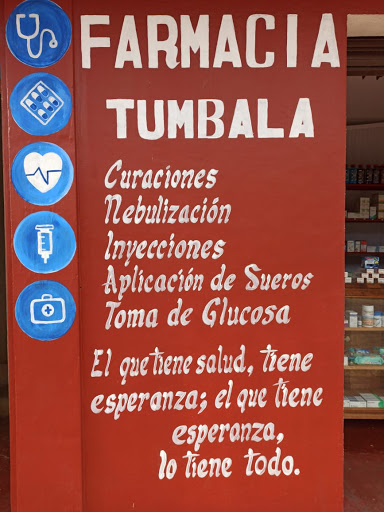 FARMACIA
TUMBALA
Curaciones
Nebulización
Inyecciones
Aplicación de Sueros
Toma de Glucosa
El que tiene salud, tiene
esperanza; el que tiene
esperanza,
lo tiene todo.